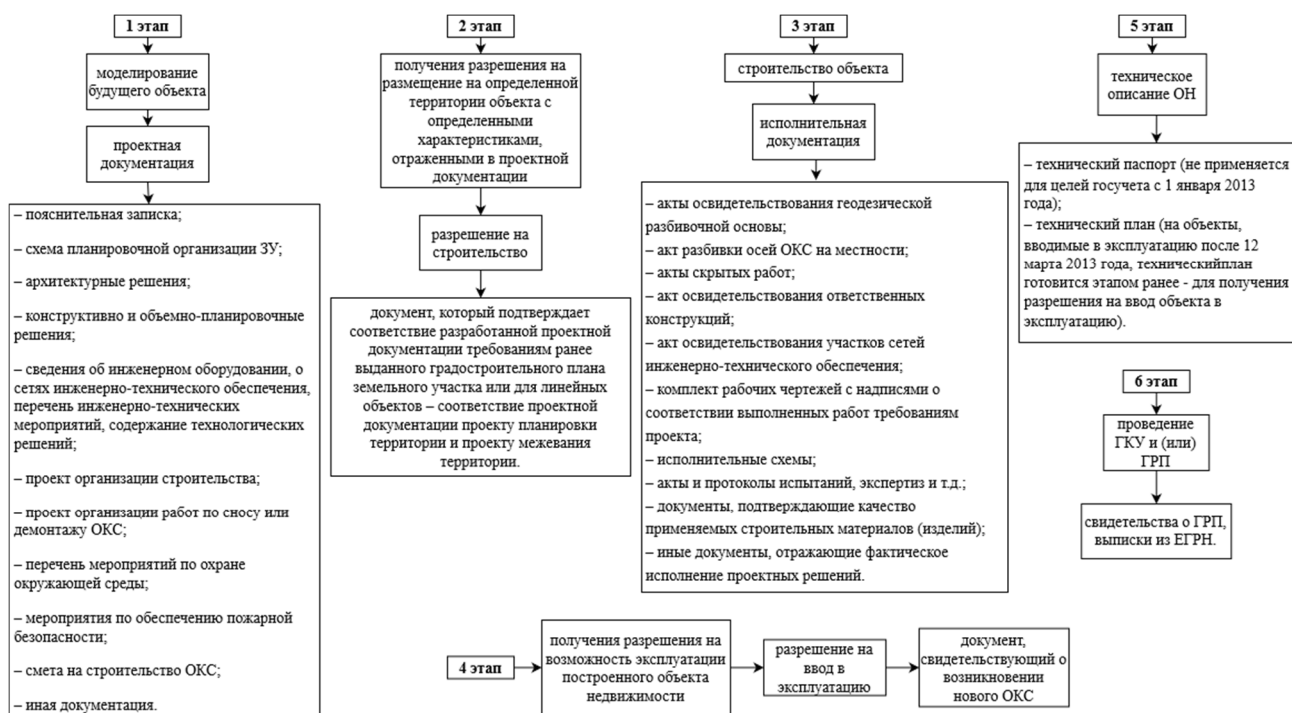 1 этап
моделирование
будущего объекта
проектная
документация
– пояснительная записка;
– схема планировочной организации ЗУ;
– архитектурные решения;
– конструктивно и объемно-планировочные
решения;
– сведения об инженерном оборудовании, о
сетях инженерно-технического обеспечения,
перечень инженерно-технических
мероприятий, содержание технологических
решений;
– проект организации строительства;
– проект организации работ по сносу или
демонтажу ОКС;
– перечень мероприятий по охране
окружающей среды;
– мероприятия по обеспечению пожарной
безопасности;
– смета на строительство ОКС;
– иная документация.
2 этап
получения разрешения на
размещение на определенной
территории объекта с
определенными
характеристиками,
отраженными в проектной
документации
разрешение на
строительство
документ, который подтверждает
соответствие разработанной проектной
документации требованиям ранее
выданного градостроительного плана
земельного участка или для линейных
объектов – соответствие проектной
документации проекту планировки
территории и проекту межевания
территории.
3 этап
строительство объекта
исполнительная
документация
– акты освидетельствования геодезической
разбивочной основы;
– акт разбивки осей ОКС на местности;
– акты скрытых работ;
– акт освидетельствования ответственных
конструкций;
– акт освидетельствования участков сетей
инженерно-технического обеспечения;
– комплект рабочих чертежей с надписями о
соответствии выполненных работ требованиям
проекта;
– исполнительные схемы;
– акты и протоколы испытаний, экспертиз и т.д.;
– документы, подтверждающие качество
применяемых строительных материалов (изделий);
– иные документы, отражающие фактическое
исполнение проектных решений.
4 этап
получения разрешения на
возможность эксплуатации
построенного объекта
недвижимости
разрешение на
ввод в
эксплуатацию
документ,
свидетельствующий о
возникновении
нового ОКС
5 этап
техническое
описание ОН
– технический паспорт (не применяется
для целей госучета с 1 января 2013
года);
– технический план (на объекты,
вводимые в эксплуатацию после 12
марта 2013 года, техническийплан
готовится этапом ранее - для получения
разрешения на ввод объекта в
эксплуатацию).
6 этап
проведение
ГКУ и (или)
ГРП
свидетельства о ГРП,
выписки из ЕГРН.